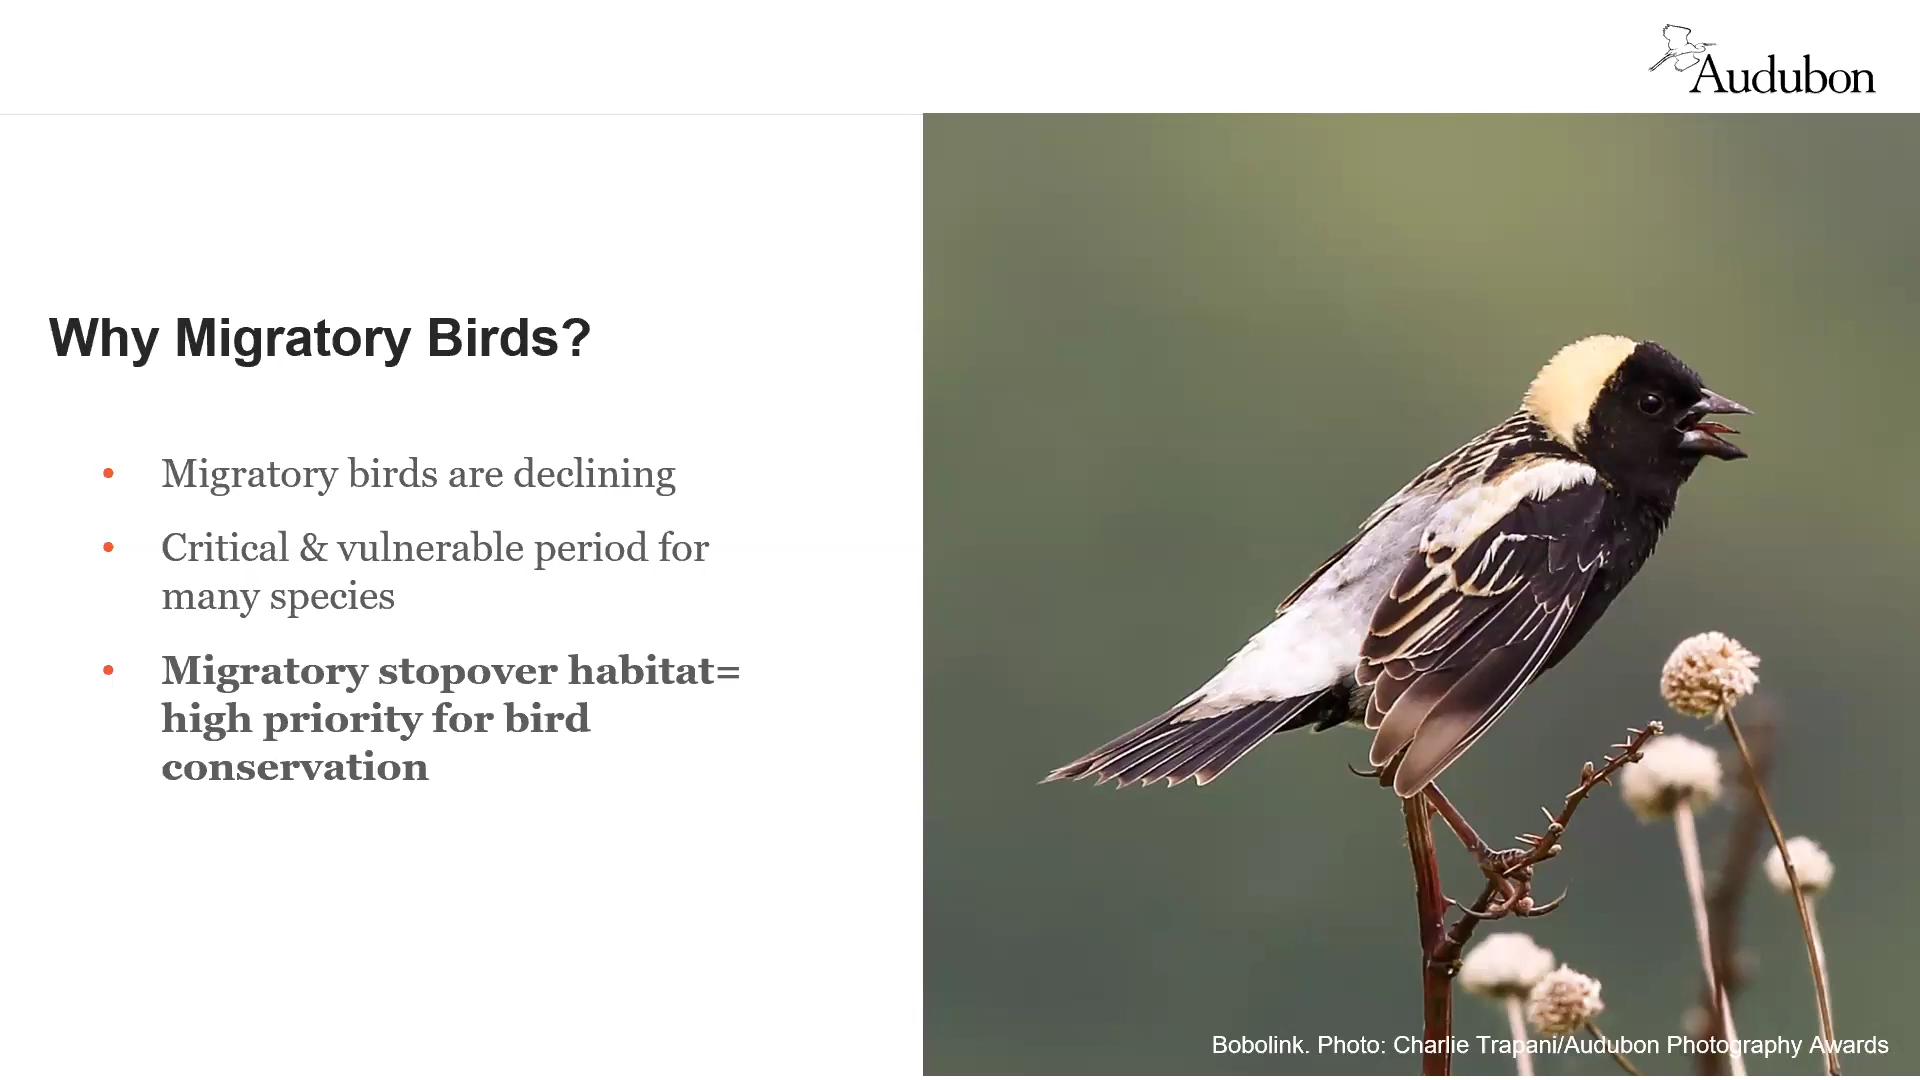 Audubon
Why Migratory Birds?
• Migratory birds are declining
• Critical & vulnerable period for
many species
• Migratory stopover habitat=
high priority for bird
conservation
Bobolink. Photo: Charlie Trapani/Audubon Photography Awards